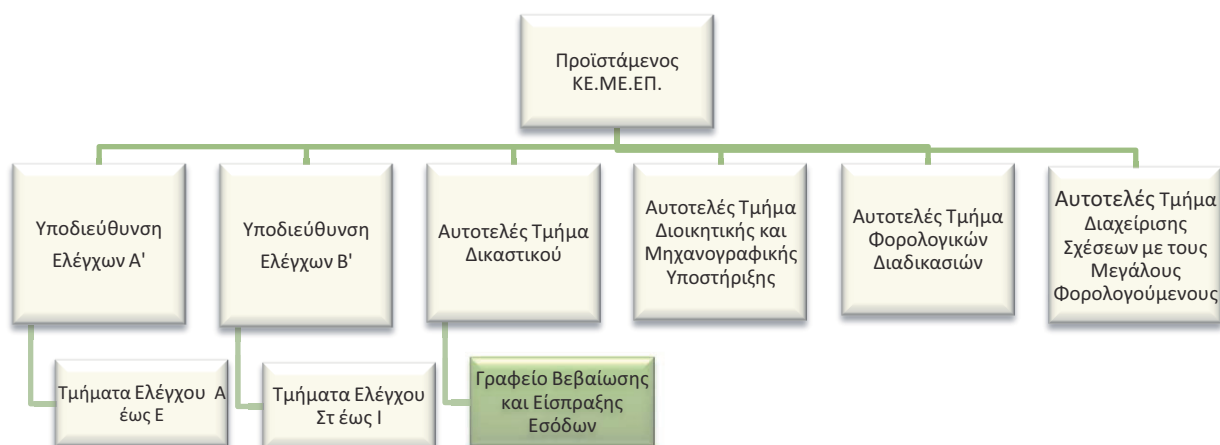 Προϊστάμενος
ΚΕ.ΜΕ.ΕΠ.
Υποδιεύθυνση
Ελέγχων Α'
Υποδιεύθυνση
Ελέγχων Β'
Αυτοτελές Τμήμα
Δικαστικού
Αυτοτελές Τμήμα
Διοικητικής και
Μηχανογραφικής
Υποστήριξης
Αυτοτελές Τμήμα
Φορολογικών
Διαδικασιών
Αυτοτελές Τμήμα
Διαχείρισης
Σχέσεων με τους
Μεγάλους
Φορολογούμενους
Τμήματα Ελέγχου Α
έως Ε
Τμήματα Ελέγχου
Στ έως Ι
Γραφείο Βεβαίωσης
και Είσπραξης
Εσόδων